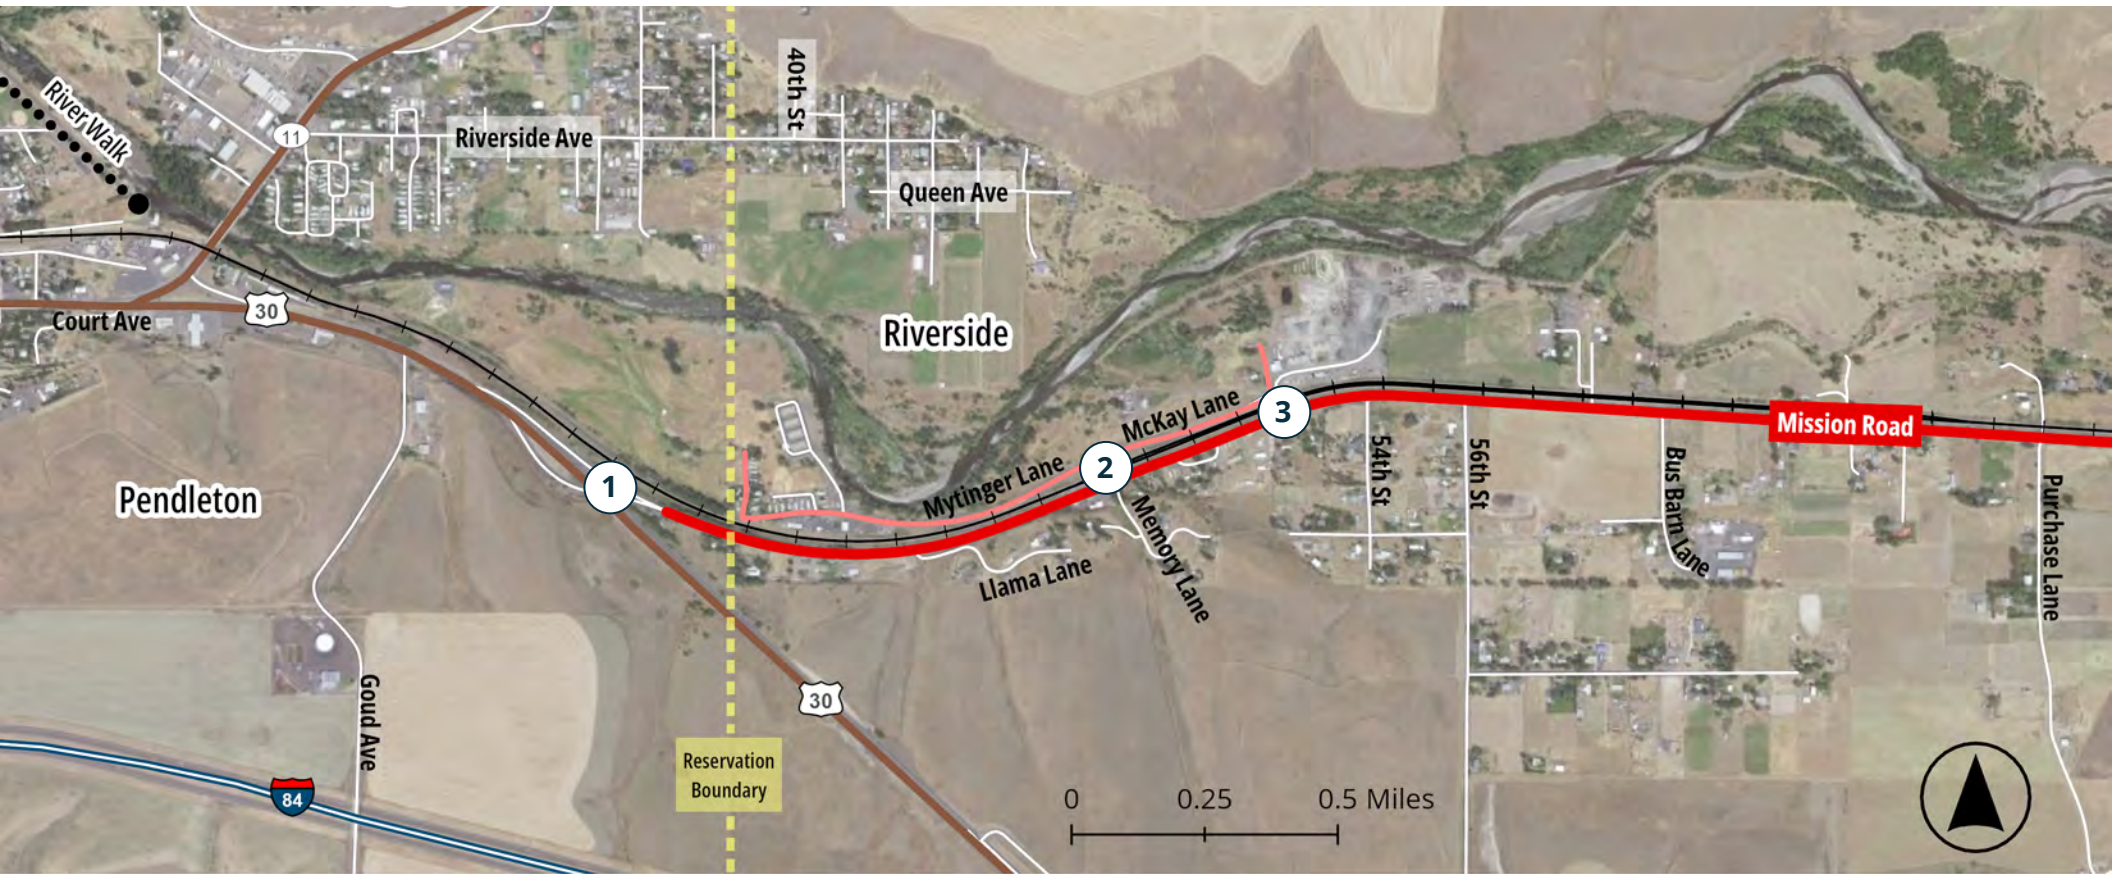 River Walk
11
Riverside Ave
40th St
Queen Ave
Court Ave
30
Riverside
Pendleton
1
Mytinger Lane
2
McKay Lane
3
Mission Road
54th St
56th St
Bus Barn Lane
Purchase Lane
Llama Lane
Memory Lane
Goud Ave
30
84
Reservation
Boundary
0 0.25 0.5 Miles